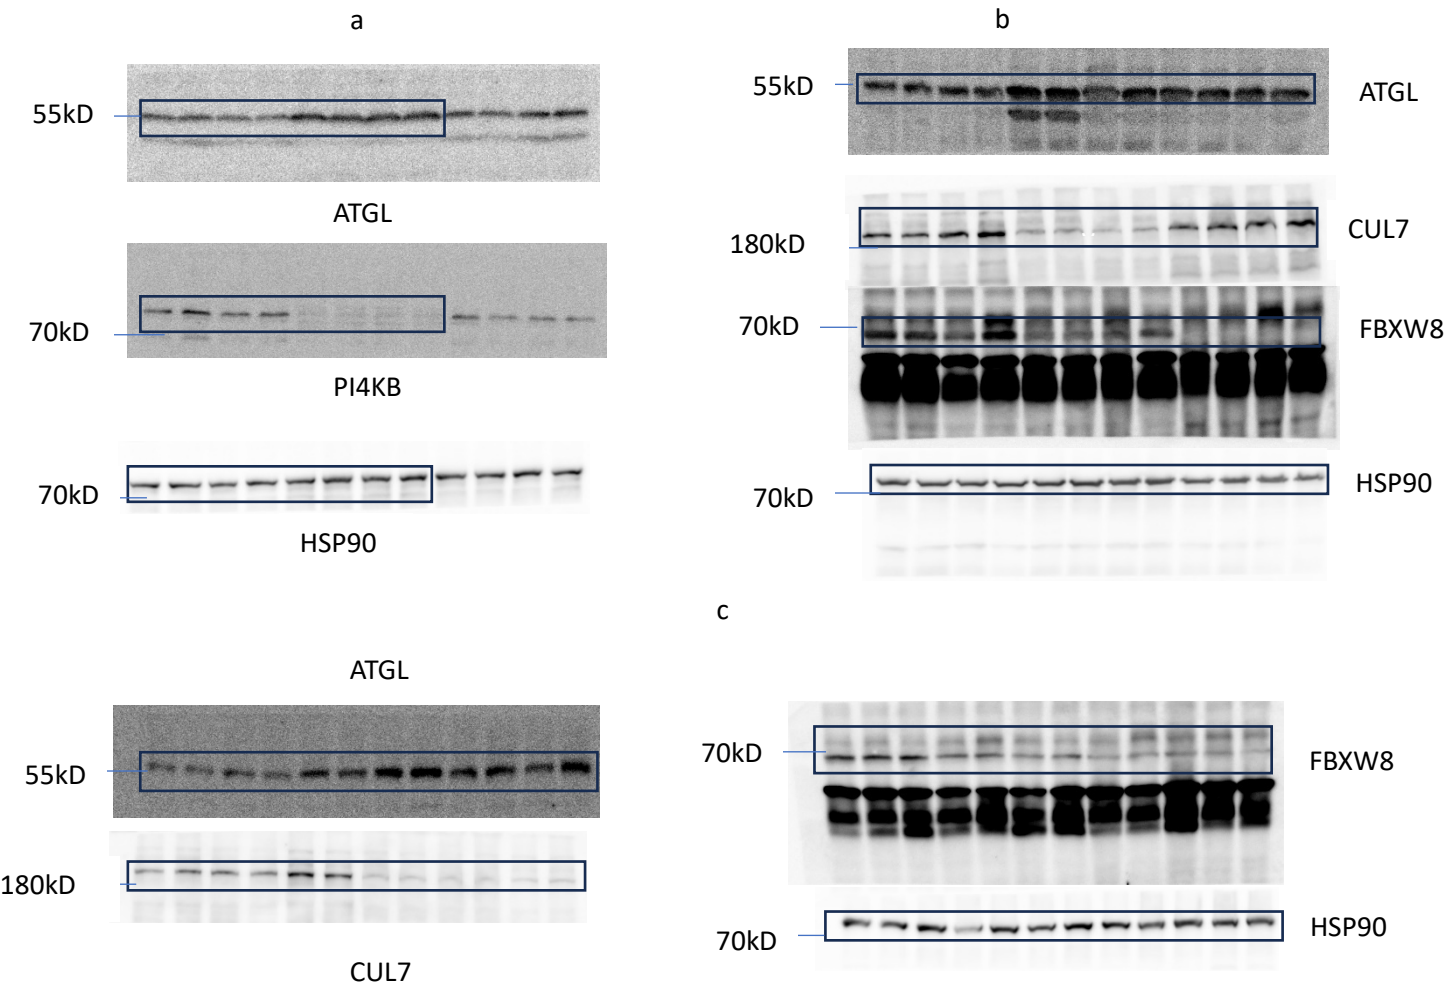 a
55kD
ATGL
70kD
PI4KB
70kD
HSP90
b
55kD
ATGL
180kD
CUL7
70kD
FBXW8
70kD
HSP90
c
ATGL
55kD
180kD
CUL7
70kD
FBXW8
70kD
HSP90